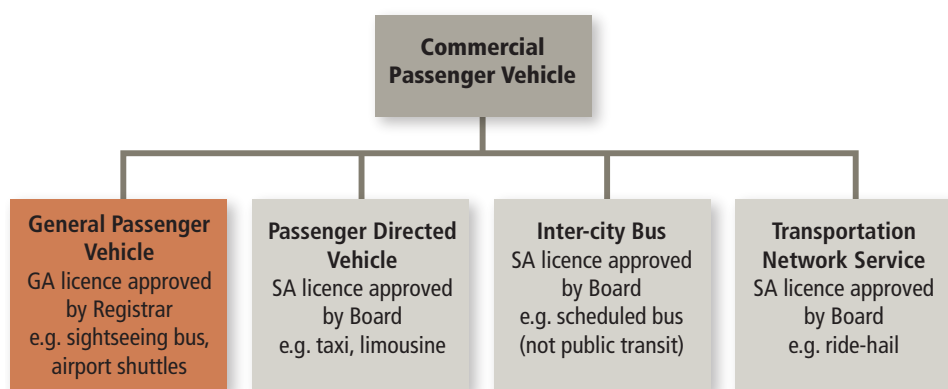 Commercial
Passenger Vehicle
General Passenger
Vehicle
GA licence approved
by Registrar
e.g. sightseeing bus,
airport shuttles
Passenger Directed
Vehicle
SA licence approved
by Board
e.g. taxi, limousine
Inter-city Bus
SA licence approved
by Board
e.g. scheduled bus
(not public transit)
Transportation
Network Service
SA licence approved
by Board
e.g. ride-hail